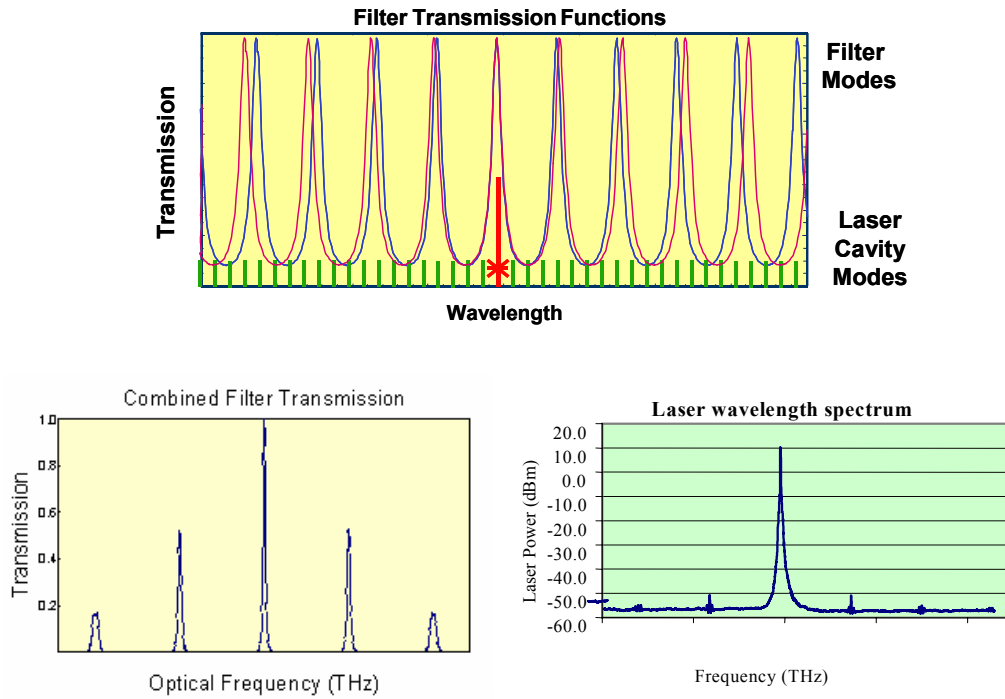 Filter Transmission Functions
Transmission
Filter
Modes
Laser
Cavity
Modes
Wavelength
Combined Filter Transmission
Transmission
1.0
0.8
0.6
0.4
0.2
Optical Frequency (THz)
Laser wavelength spectrum
Laser Power (dBm)
20.0
10.0
0.0
-10.0
-20.0
-30.0
-40.0
-50.0
-60.0
Frequency (THz)